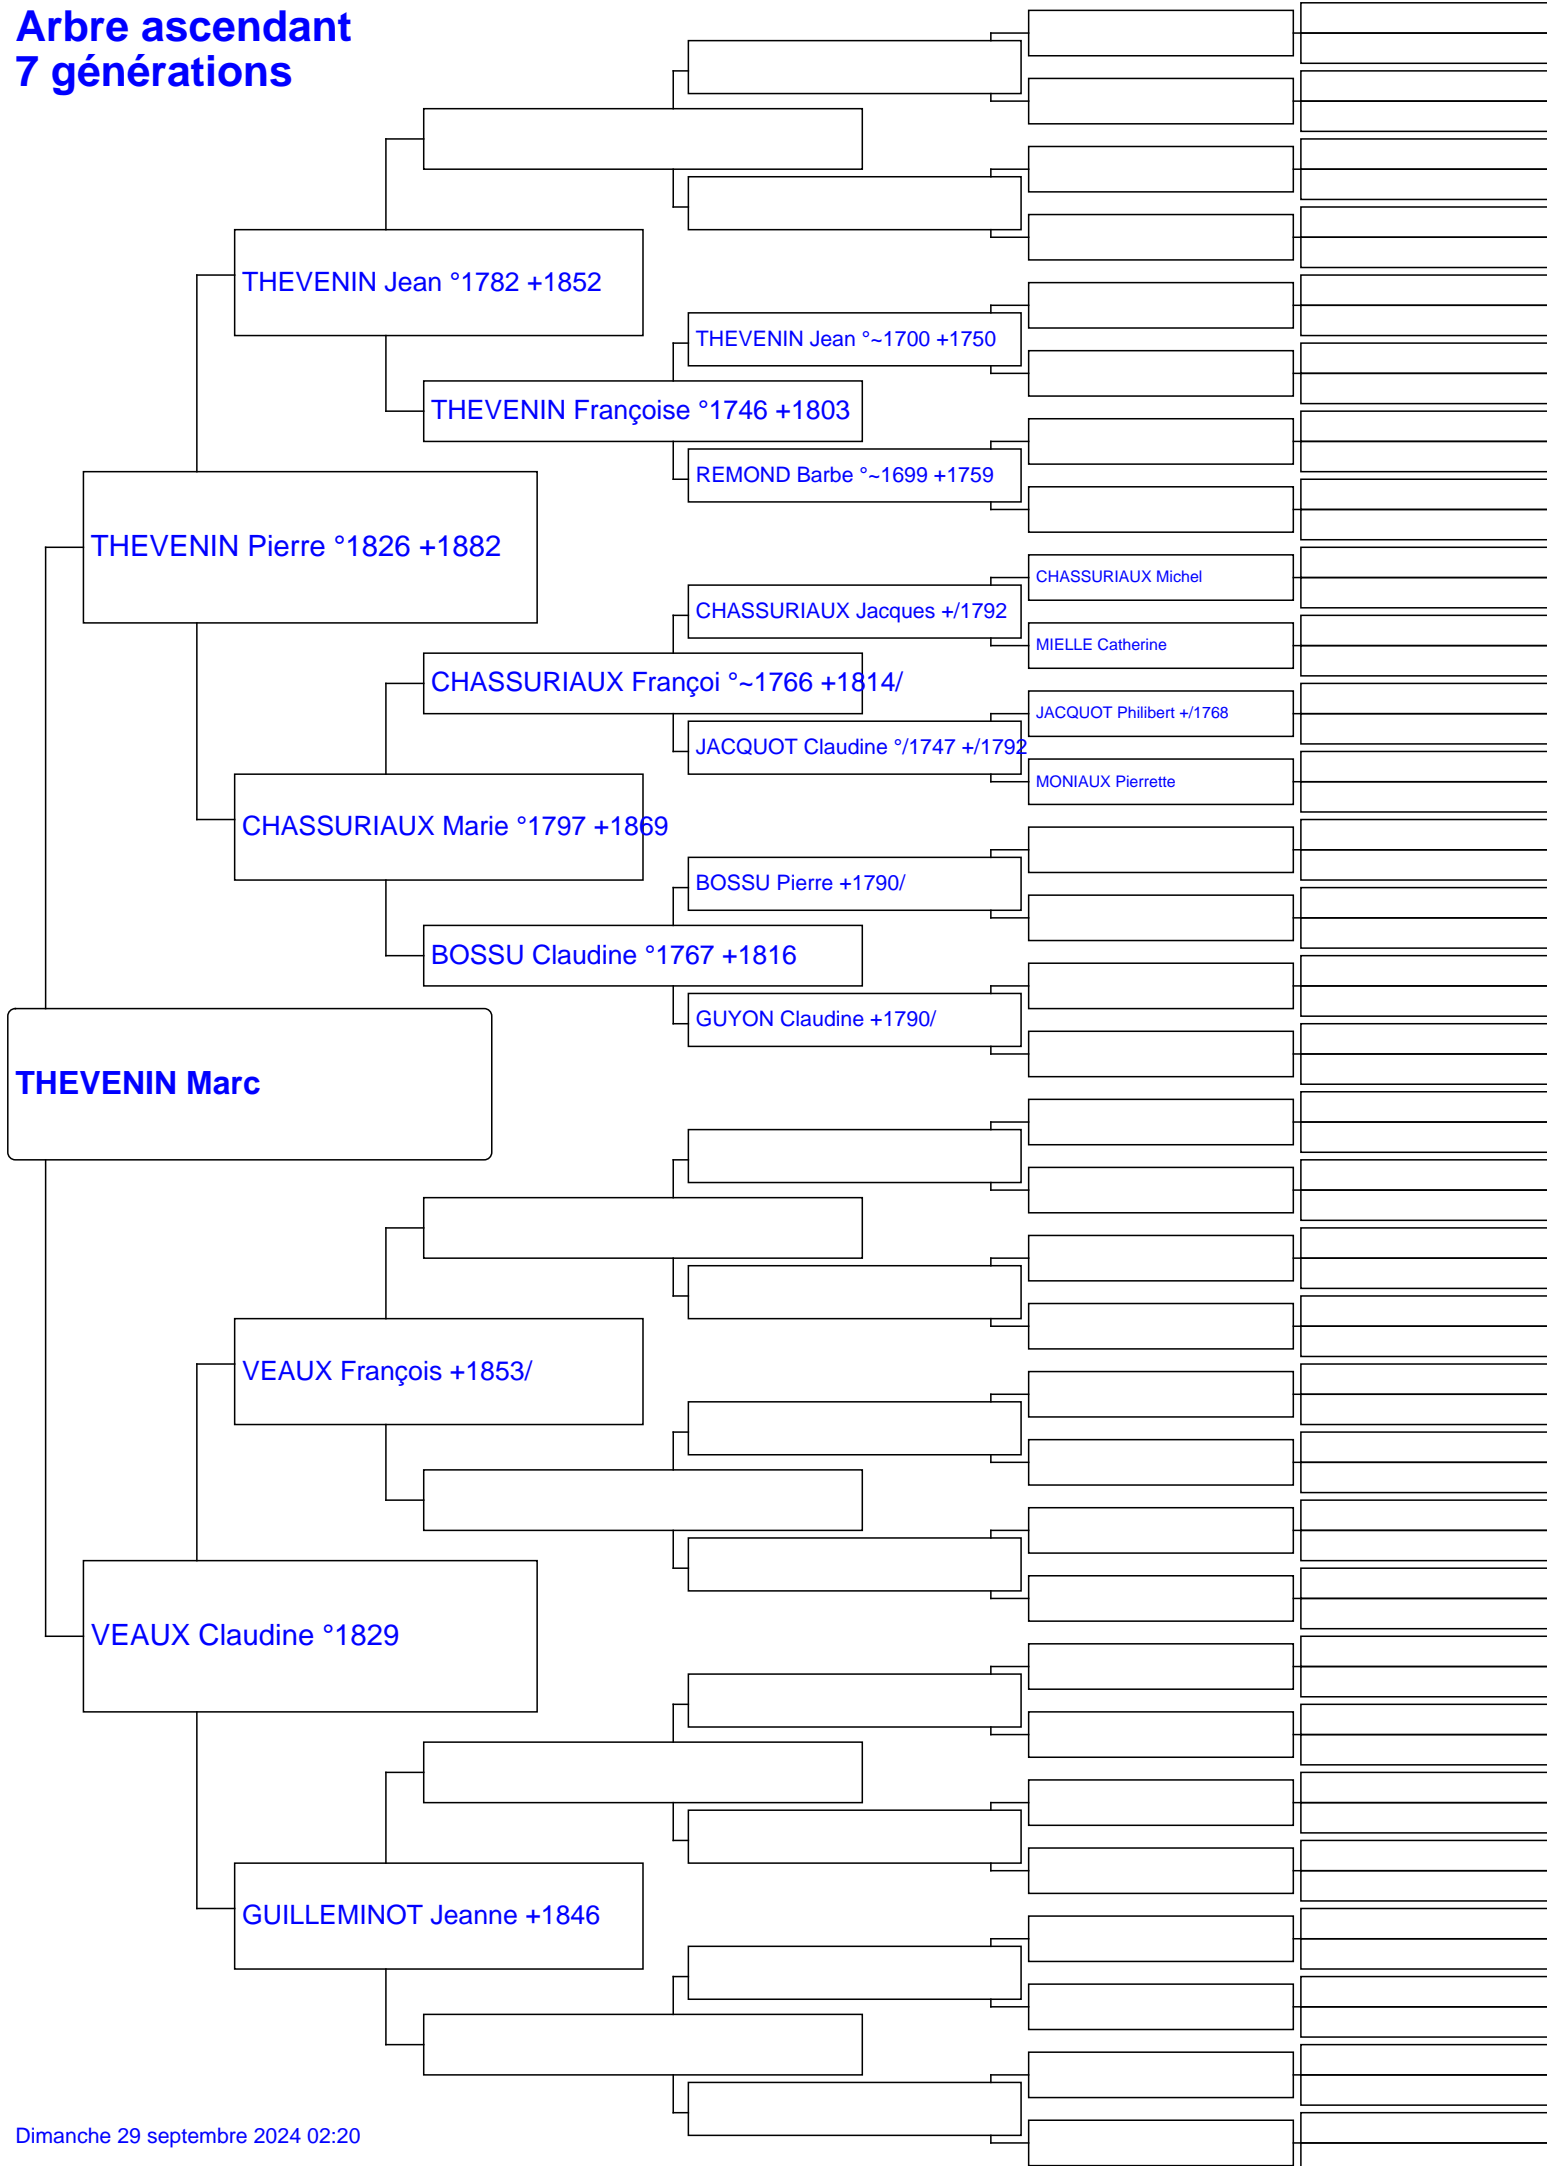 Arbre ascendant
7 générations
THEVENIN Jean °1782 +1852
THEVENIN Jean °~1700 +1750
THEVENIN Françoise °1746 +1803
REMOND Barbe °~1699 +1759
THEVENIN Pierre °1826 +1882
CHASSURIAUX Michel
CHASSURIAUX Jacques +/1792
MIELLE Catherine
CHASSURIAUX Françoi °~1766 +1814/
JACQUOT Philibert +/1768
JACQUOT Claudine °/1747 +/1792
MONIAUX Pierrette
CHASSURIAUX Marie °1797 +1869
BOSSU Pierre +1790/
BOSSU Claudine °1767 +1816
GUYON Claudine +1790/
THEVENIN Marc
VEAUX François +1853/
VEAUX Claudine °1829
GUILLEMINOT Jeanne +1846
Dimanche 29 septembre 2024 02:20